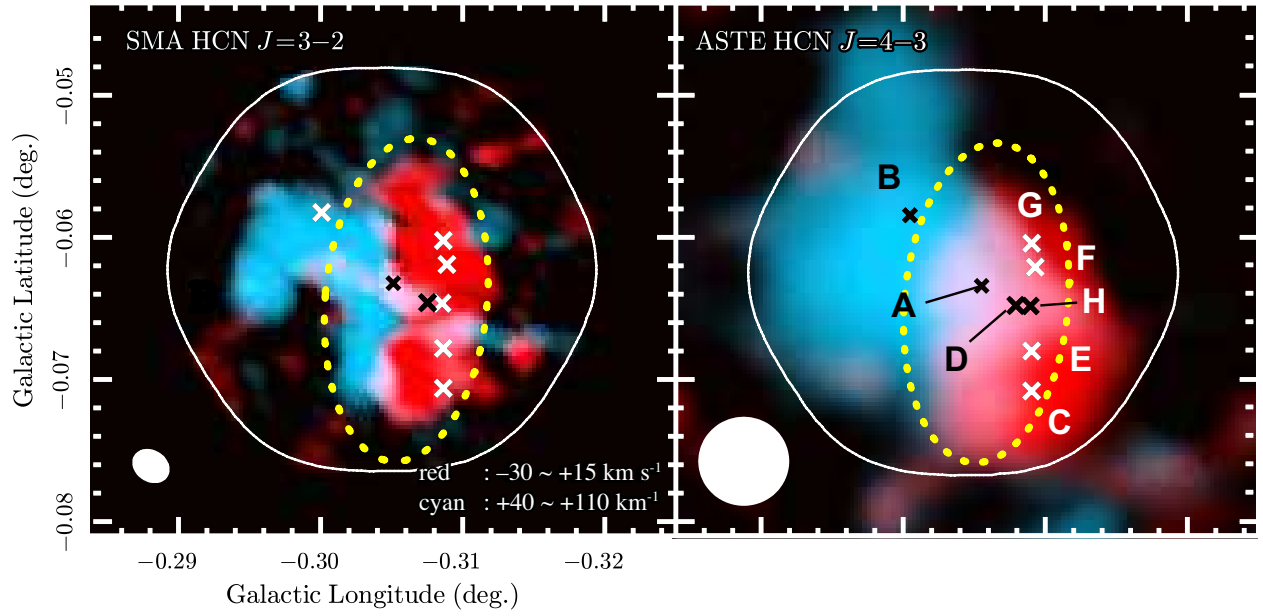 SMA HCN J=3−2
ASTE HCN J=4−3
−0.05
−0.06
−0.07
−0.08
Galactic Latitude (deg.)
B
G
F
A
H
D
E
C
red : –30 ~ +15 km s-1
cyan : +40 ~ +110 km-1
−0.29
−0.30
−0.31
−0.32
Galactic Longitude (deg.)